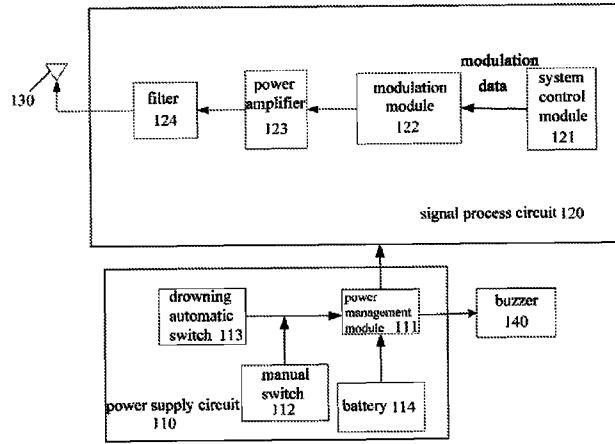 130
filter
124
power
amplifier
123
modulation
module
122
modulation
data
system
control
module
121
signal process circuit 120
drowning
automatic
switch 113
power
management
module 111
buzzer
140
manual
switch
112
battery 114
power supply circuit
110